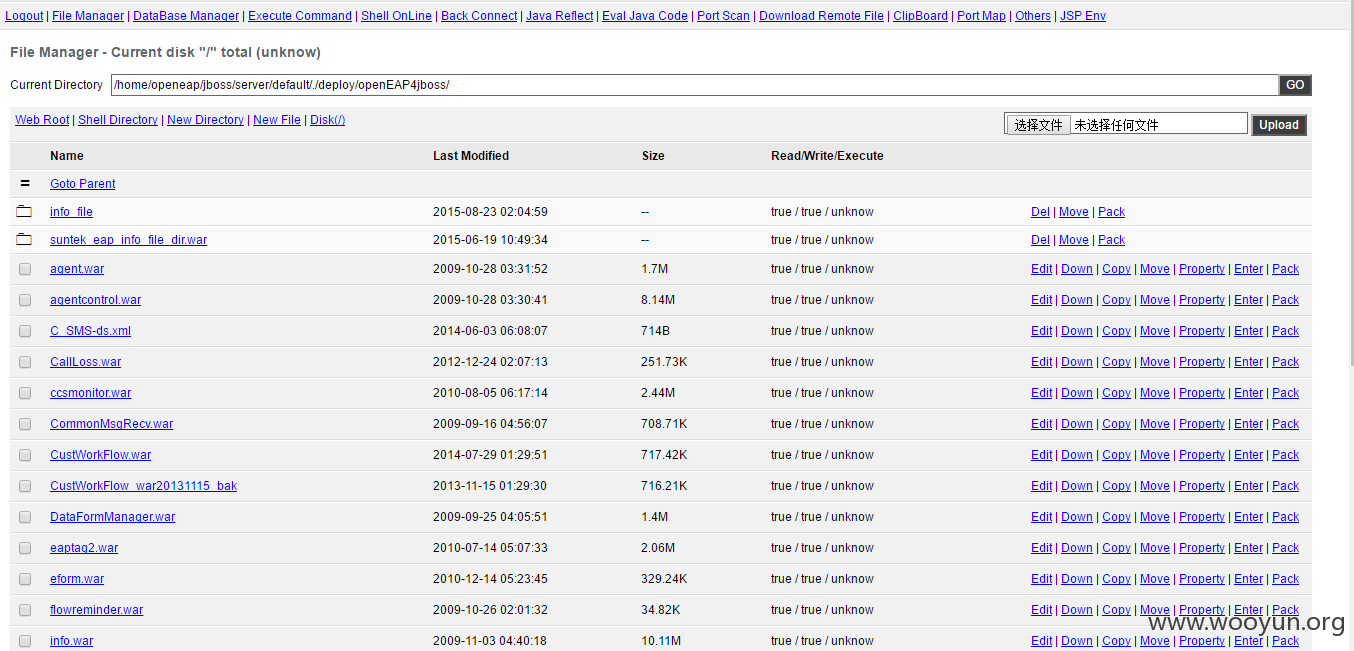 Logout | File Manager | DataBase Manager | Execute Command | Shell OnLine | Back Connect | Java Reflect | Eval Java Code | Port Scan | Download Remote File | ClipBoard | Port Map | Others | JSP Env
File Manager - Current disk "/" total (unknow)
Current Directory /home/openeap/jboss/server/default/./deploy/openEAP4jboss/ GO
Web Root | Shell Directory | New Directory | New File | Disk(/) 选择文件 未选择任何文件 Upload
Name Last Modified Size Read/Write/Execute
= Goto Parent
info_file 2015-08-23 02:04:59 -- true / true / unknow Del | Move | Pack
suntek_eap_info_file_dir.war 2015-06-19 10:49:34 -- true / true / unknow Del | Move | Pack
agent.war 2009-10-28 03:31:52 1.7M true / true / unknow Edit | Down | Copy | Move | Property | Enter | Pack
agentcontrol.war 2009-10-28 03:30:41 8.14M true / true / unknow Edit | Down | Copy | Move | Property | Enter | Pack
C_SMS-ds.xml 2014-06-03 06:08:07 714B true / true / unknow Edit | Down | Copy | Move | Property | Enter | Pack
CallLoss.war 2012-12-24 02:07:13 251.73K true / true / unknow Edit | Down | Copy | Move | Property | Enter | Pack
ccsmonitor.war 2010-08-05 06:17:14 2.44M true / true / unknow Edit | Down | Copy | Move | Property | Enter | Pack
CommonMsgRecv.war 2009-09-16 04:56:07 708.71K true / true / unknow Edit | Down | Copy | Move | Property | Enter | Pack
CustWorkFlow.war 2014-07-29 01:29:51 717.42K true / true / unknow Edit | Down | Copy | Move | Property | Enter | Pack
CustWorkFlow_war20131115_bak 2013-11-15 01:29:30 716.21K true / true / unknow Edit | Down | Copy | Move | Property | Enter | Pack
DataFormManager.war 2009-09-25 04:05:51 1.4M true / true / unknow Edit | Down | Copy | Move | Property | Enter | Pack
eaptag2.war 2010-07-14 05:07:33 2.06M true / true / unknow Edit | Down | Copy | Move | Property | Enter | Pack
eform.war 2010-12-14 05:23:45 329.24K true / true / unknow Edit | Down | Copy | Move | Property | Enter | Pack
flowreminder.war 2009-10-26 02:01:32 34.82K true / true / unknow Edit | Down | Copy | Move | Property | Enter | Pack
www.wooyun.org
info.war 2009-11-03 04:40:18 10.11M true / true / unknow Edit | Down | Copy | Move | Property | Enter | Pack